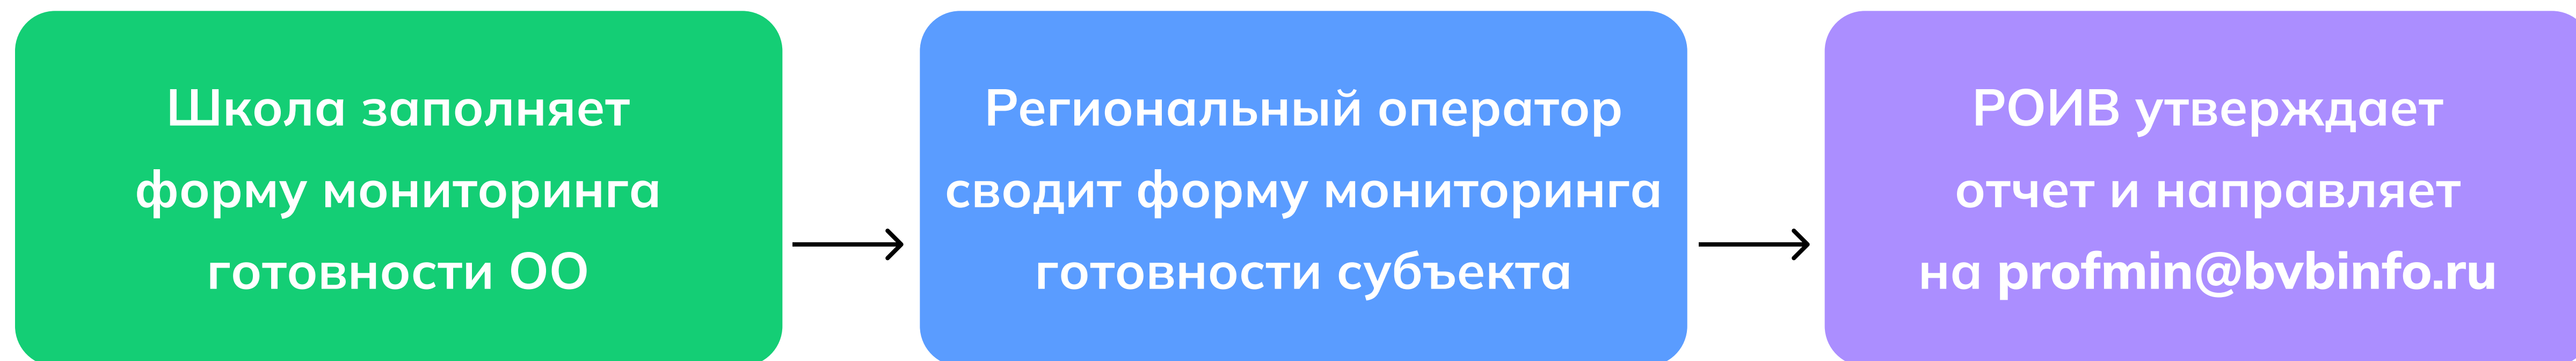 Школа заполняет
форму мониторинга
готовности ОО
Региональный оператор
сводит форму мониторинга
готовности субъекта
РОИВ утверждает
отчет и направляет
на profmin@bvbinfo.ru